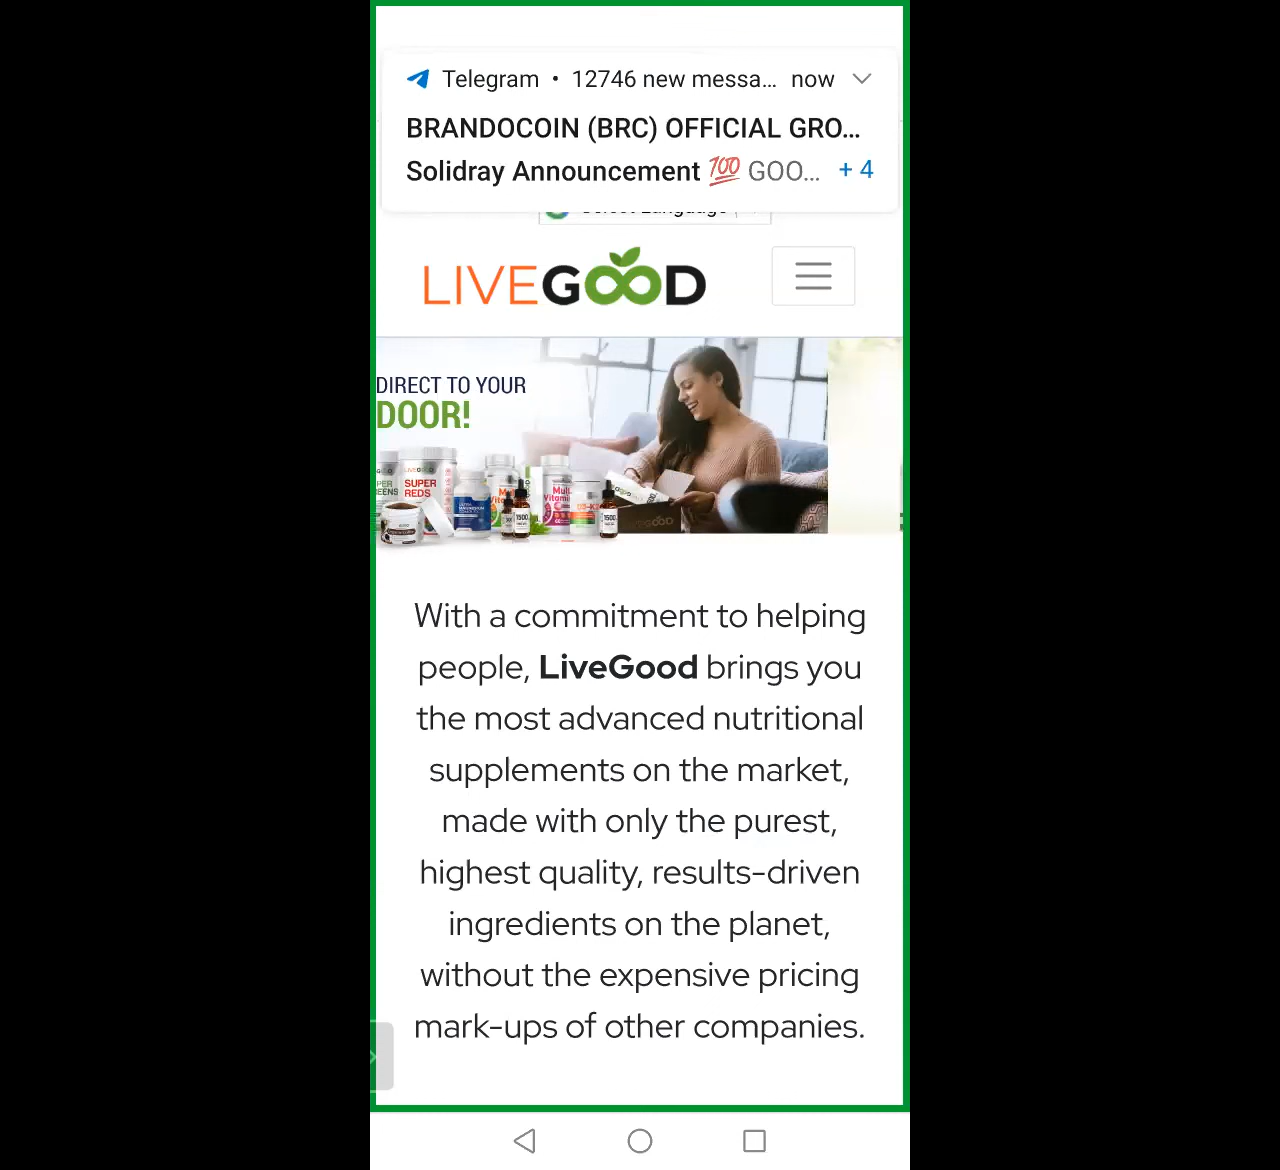 Telegram • 12746 new messa... now
BRANDOCOIN (BRC) OFFICIAL GRO...
Solidray Announcement 💯 GOO... + 4
Select Language
LIVEGOOD
DIRECT TO YOUR
DOOR!
SUPER
REDS
With a commitment to helping
people, LiveGood brings you
the most advanced nutritional
supplements on the market,
made with only the purest,
highest quality, results-driven
ingredients on the planet,
without the expensive pricing
mark-ups of other companies.